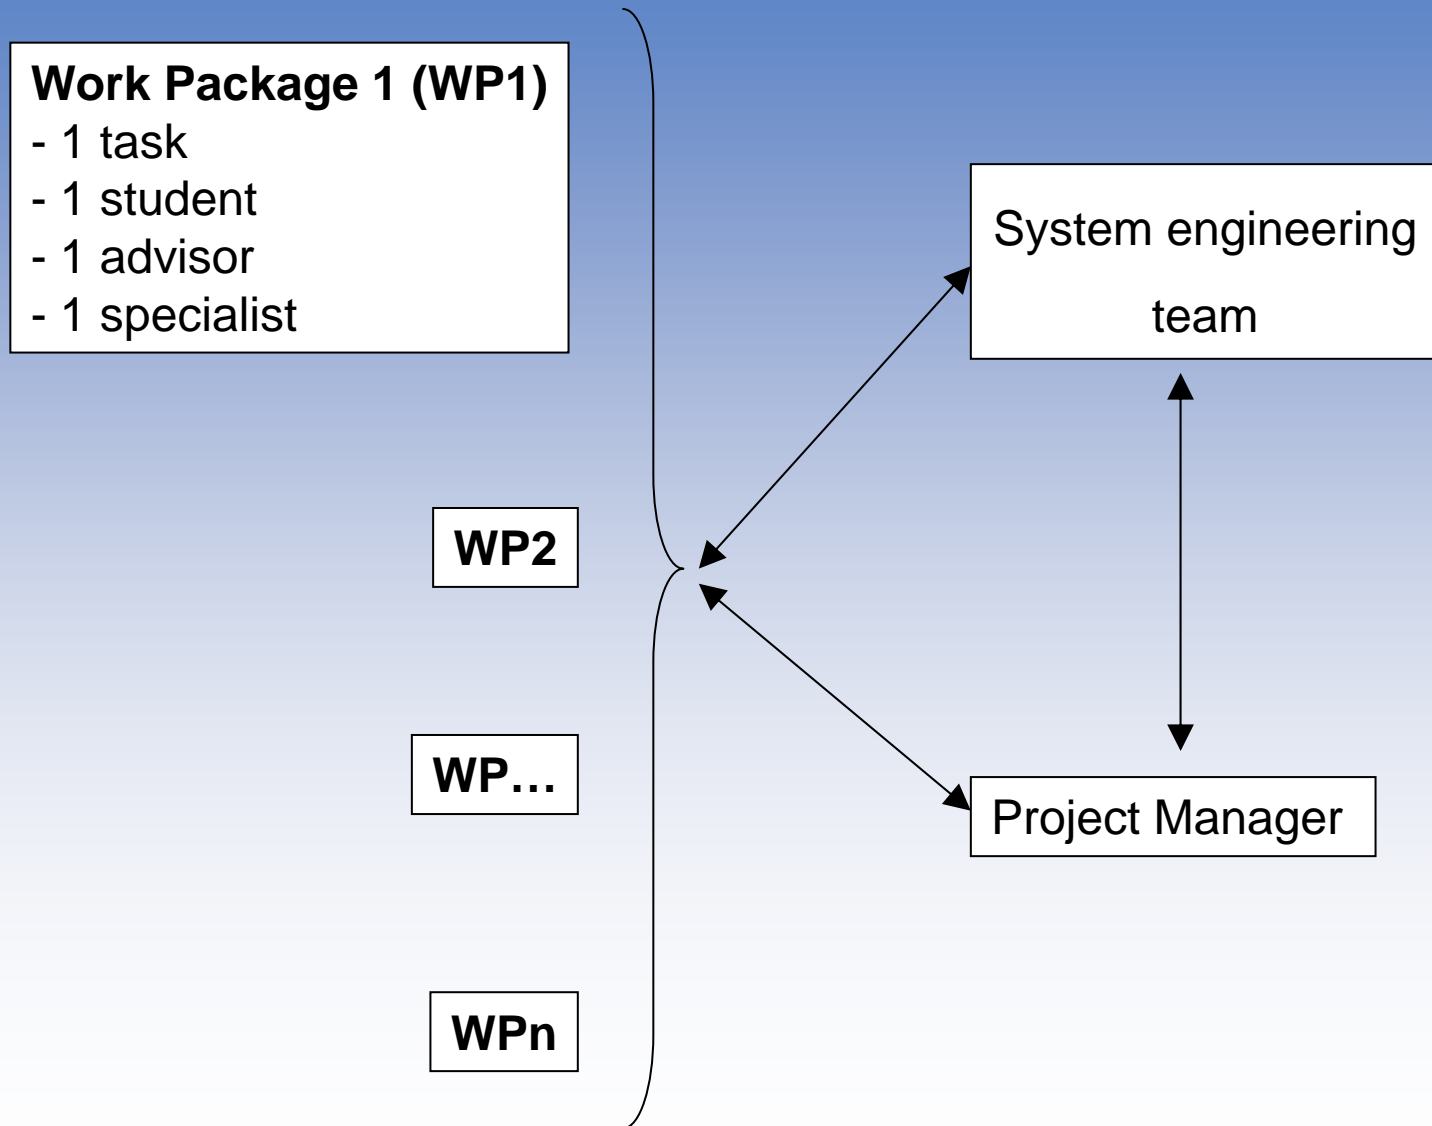 Work Package 1 (WP1)
- 1 task
- 1 student
- 1 advisor
- 1 specialist
System engineering
team
WP2
WP...
Project Manager
WPn